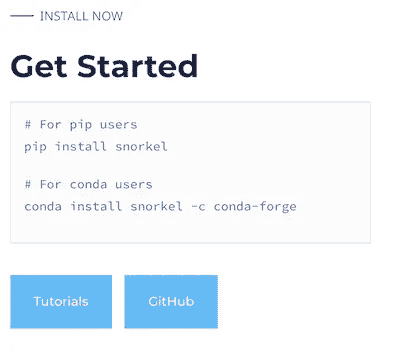 INSTALL NOW
Get Started
# For pip users
pip install snorkel
# For conda users
conda install snorkel -c conda-forge
Tutorials
GitHub